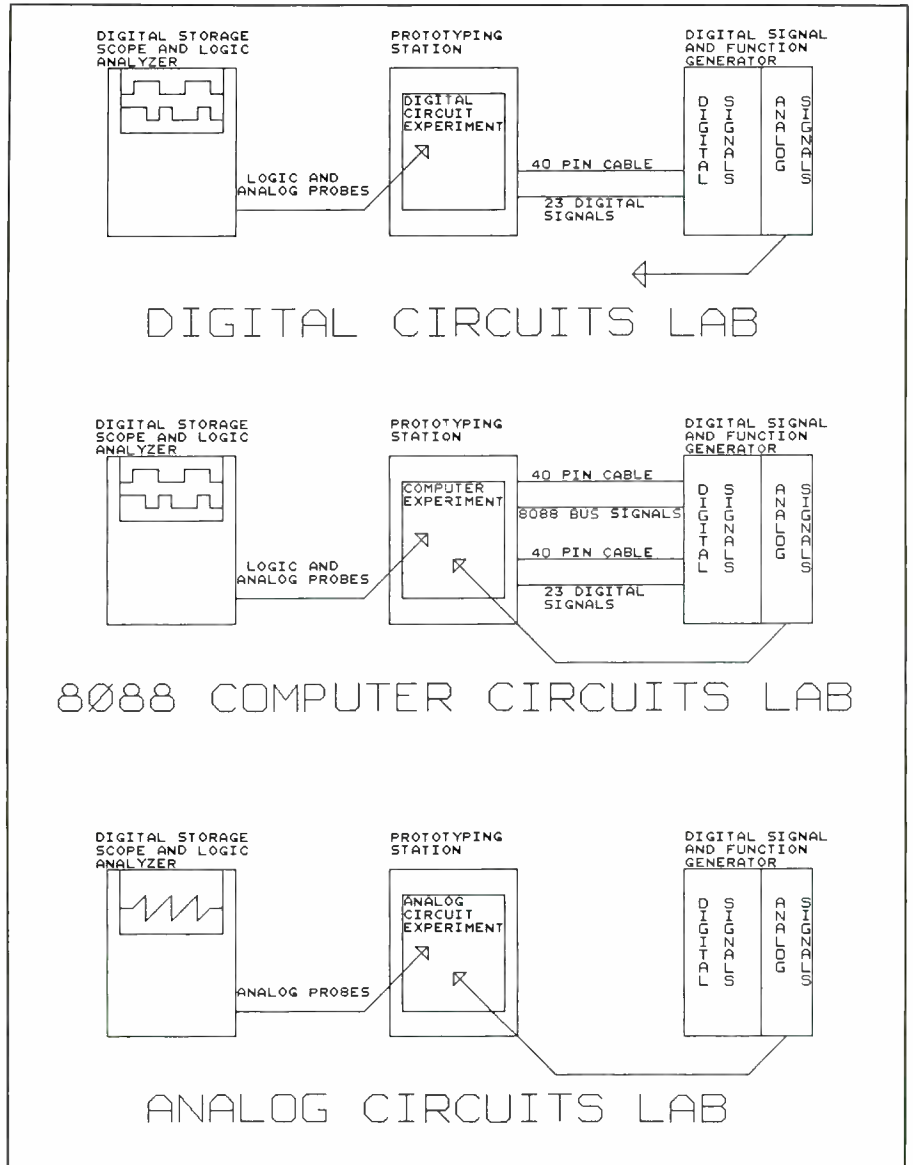 DIGITAL STORAGE
SCOPE AND LOGIC
ANALYZER
PROTOTYPING
STATION
DIGITAL SIGNAL
AND FUNCTION
GENERATOR
DIGITAL
CIRCUIT
EXPERIMENT
DIGITAL
SIGNALS
ANALOG
SIGNALS
LOGIC AND
ANALOG PROBES
40 PIN CABLE
23 DIGITAL
SIGNALS
DIGITAL CIRCUITS LAB
DIGITAL STORAGE
SCOPE AND LOGIC
ANALYZER
PROTOTYPING
STATION
DIGITAL SIGNAL
AND FUNCTION
GENERATOR
COMPUTER
EXPERIMENT
DIGITAL
SIGNALS
ANALOG
SIGNALS
40 PIN CABLE
8088 BUS SIGNALS
LOGIC AND
ANALOG PROBES
40 PIN CABLE
23 DIGITAL
SIGNALS
8088 COMPUTER CIRCUITS LAB
DIGITAL STORAGE
SCOPE AND LOGIC
ANALYZER
PROTOTYPING
STATION
DIGITAL SIGNAL
AND FUNCTION
GENERATOR
ANALOG
CIRCUIT
EXPERIMENT
DIGITAL
SIGNALS
ANALOG
SIGNALS
ANALOG PROBES
ANALOG CIRCUITS LAB